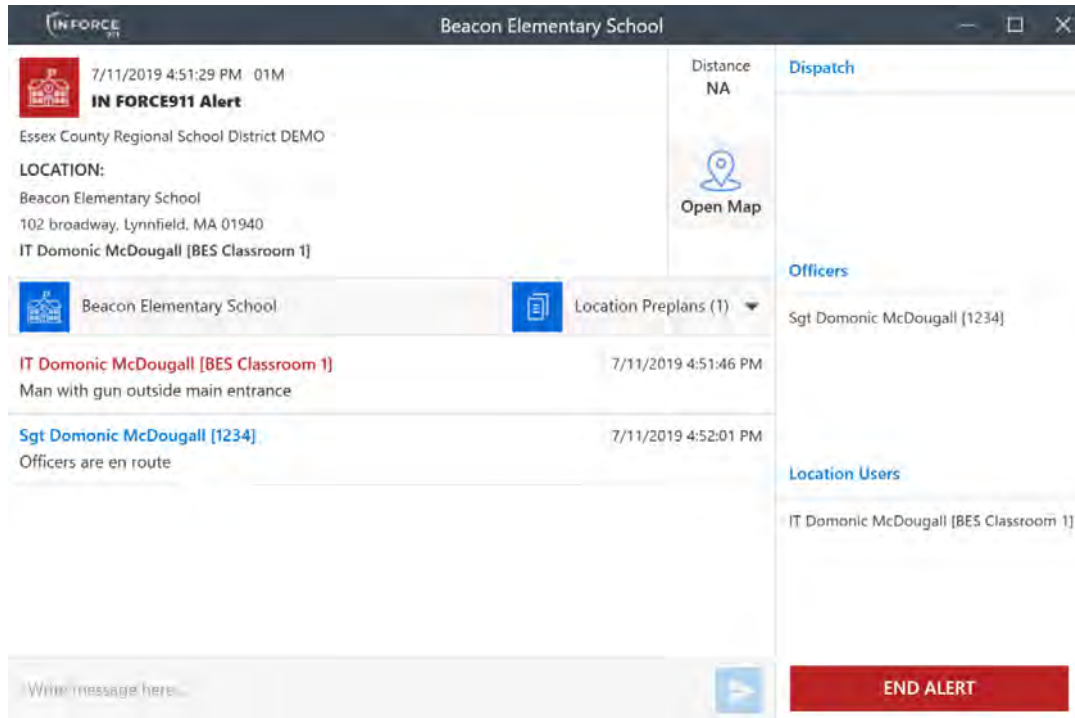 IN FORCE
911
Beacon Elementary School
7/11/2019 4:51:29 PM 01M
IN FORCE911 Alert
Essex County Regional School District DEMO
LOCATION:
Beacon Elementary School
102 broadway, Lynnfield, MA 01940
IT Domonic McDougall [BES Classroom 1]
Distance
NA
Open Map
Beacon Elementary School
Location Preplans (1)
IT Domonic McDougall [BES Classroom 1]
7/11/2019 4:51:46 PM
Man with gun outside main entrance
Sgt Domonic McDougall [1234]
7/11/2019 4:52:01 PM
Officers are en route
Write message here...
Dispatch
Officers
Sgt Domonic McDougall [1234]
Location Users
IT Domonic McDougall [BES Classroom 1]
END ALERT